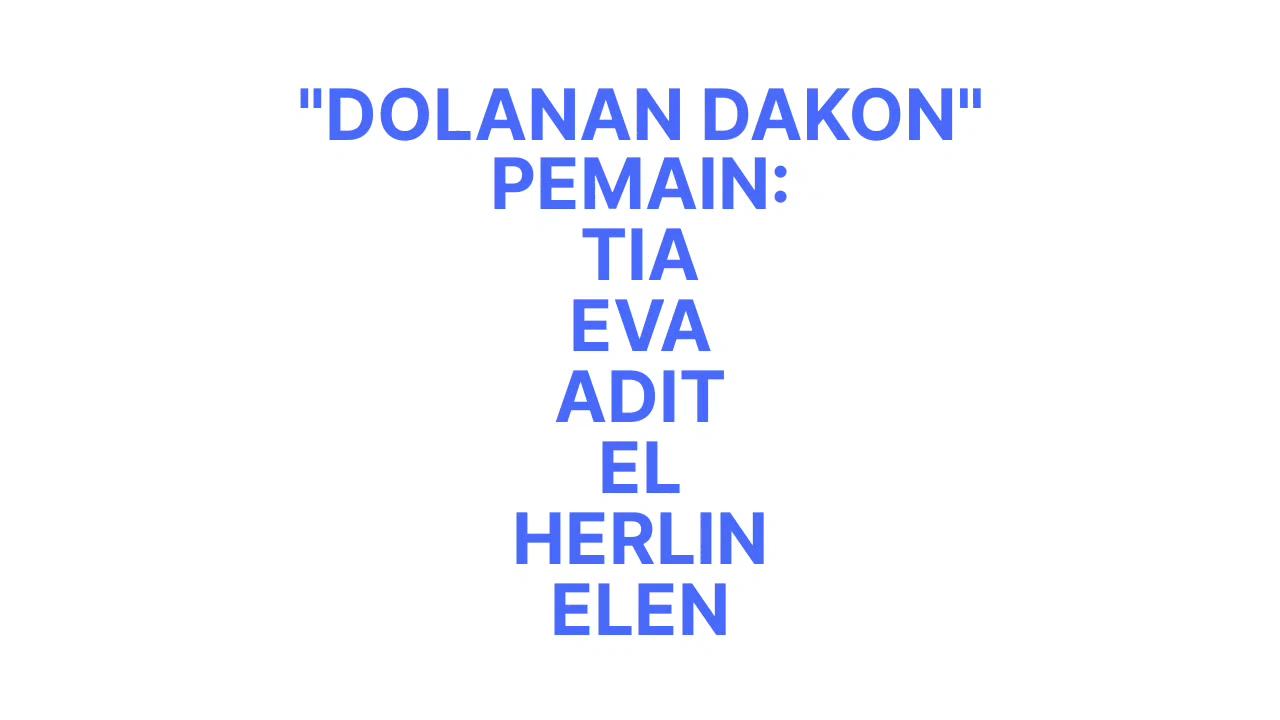 "DOLANAN DAKON"
PEMAIN:
TIA
EVA
ADIT
EL
HERLIN
ELEN